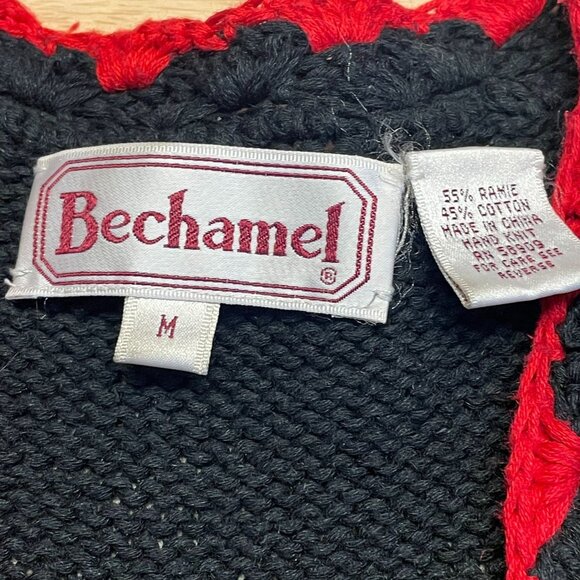 Bechamel
®
M
55% RAMIE
45% COTTON
MADE IN CHINA
HAND KNIT
RN 58909
FOR CARE SEE
REVERSE